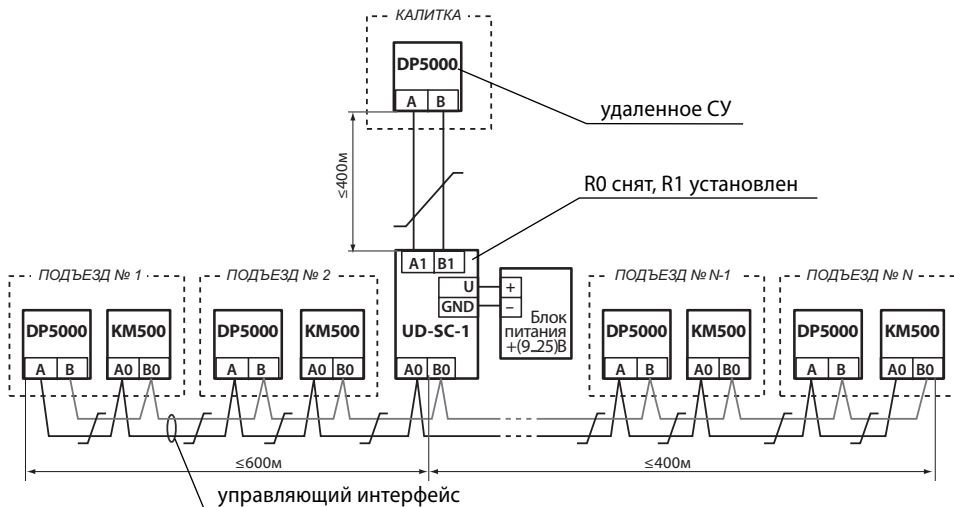 КАЛИТКА
DP5000
A B
удаленное СУ
≤400м
R0 снят, R1 установлен
A1 B1
U
GND
UD-SC-1
A0 B0
+
–
Блок
питания
+(9...25)В
ПОДЪЕЗД № 1
DP5000
A B
KM500
A0 B0
ПОДЪЕЗД № 2
DP5000
A B
KM500
A0 B0
ПОДЪЕЗД № N-1
DP5000
A B
KM500
A0 B0
ПОДЪЕЗД № N
DP5000
A B
KM500
A0 B0
≤600м
≤400м
управляющий интерфейс